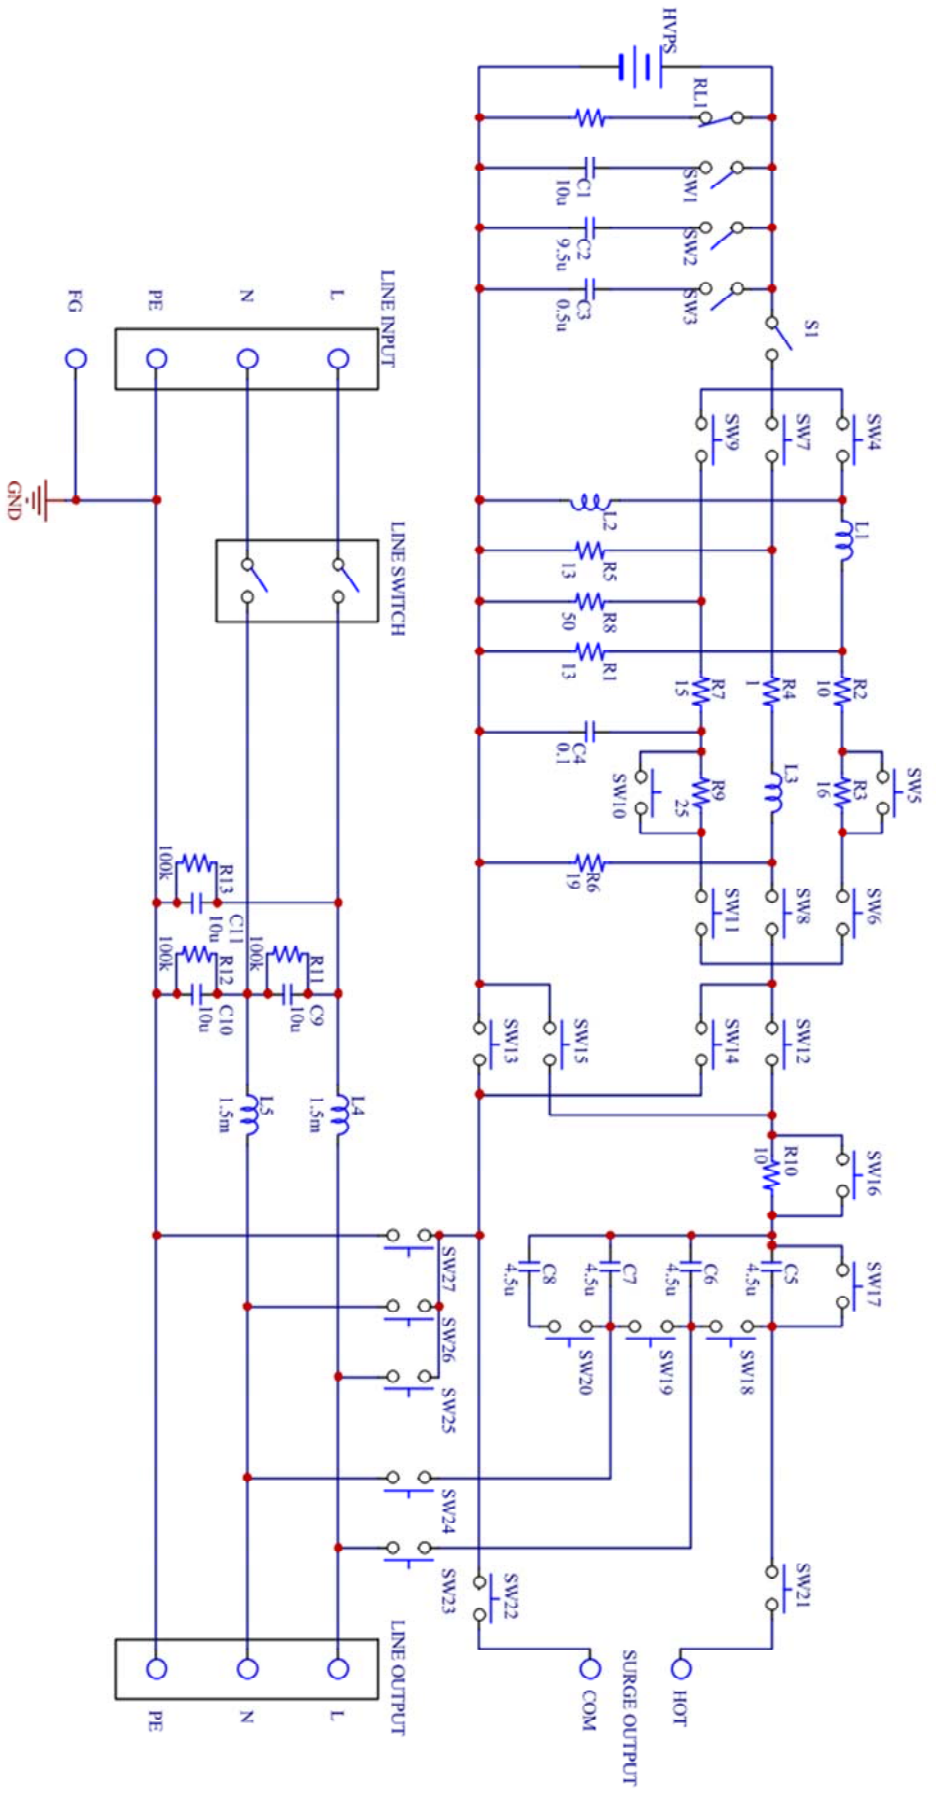 HVPS
RL1
SW1
C1
10u
SW2
C2
9.5u
SW3
C3
0.5u
S1
LINE INPUT
L
N
PE
FG
GND
SW4
SW7
SW9
L2
L1
R5
13
R8
50
R1
13
LINE SWITCH
R2
10
R4
1
R7
15
C4
0.1
SW5
R3
16
L3
R9
25
SW10
R6
19
SW6
SW8
SW11
R13
100k
C11
10u
R12
100k
C10
10u
R11
100k
C9
10u
SW12
SW14
SW15
SW13
L4
1.5m
L5
1.5m
SW16
R10
10
SW17
C5
4.5u
C6
4.5u
C7
4.5u
C8
4.5u
SW18
SW19
SW20
SW27
SW26
SW25
SW24
SW23
SW22
SW21
SURGE OUTPUT
HOT
COM
LINE OUTPUT
L
N
PE